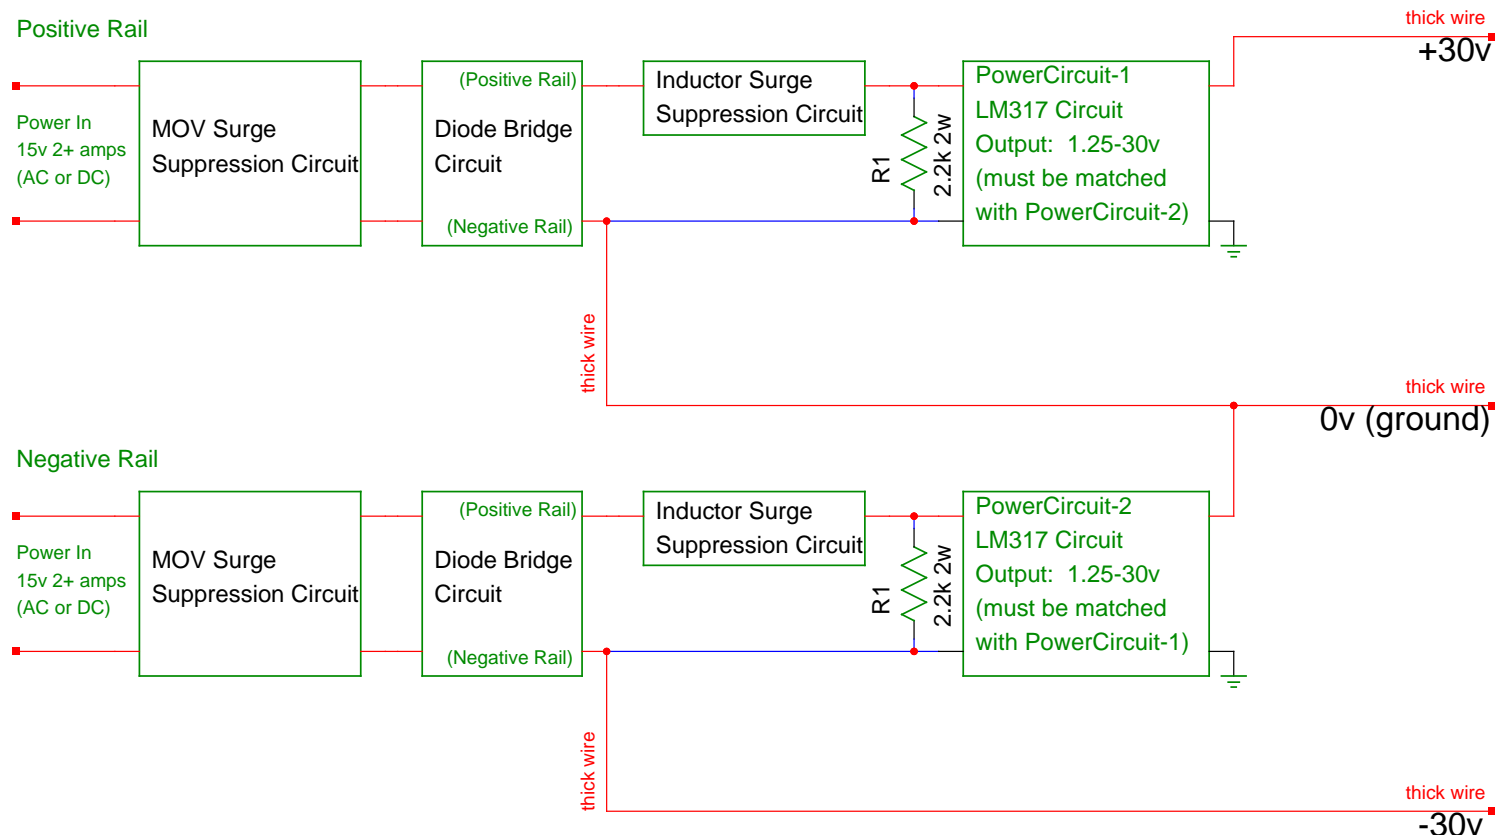 Positive Rail
thick wire
+30v
Power In
15v 2+ amps
(AC or DC)
MOV Surge
Suppression Circuit
(Positive Rail)
Diode Bridge
Circuit
(Negative Rail)
Inductor Surge
Suppression Circuit
R1
2.2k 2w
PowerCircuit-1
LM317 Circuit
Output:  1.25-30v
(must be matched
with PowerCircuit-2)
thick wire
thick wire
0v (ground)
Negative Rail
Power In
15v 2+ amps
(AC or DC)
MOV Surge
Suppression Circuit
(Positive Rail)
Diode Bridge
Circuit
(Negative Rail)
Inductor Surge
Suppression Circuit
R1
2.2k 2w
PowerCircuit-2
LM317 Circuit
Output:  1.25-30v
(must be matched
with PowerCircuit-1)
thick wire
thick wire
-30v